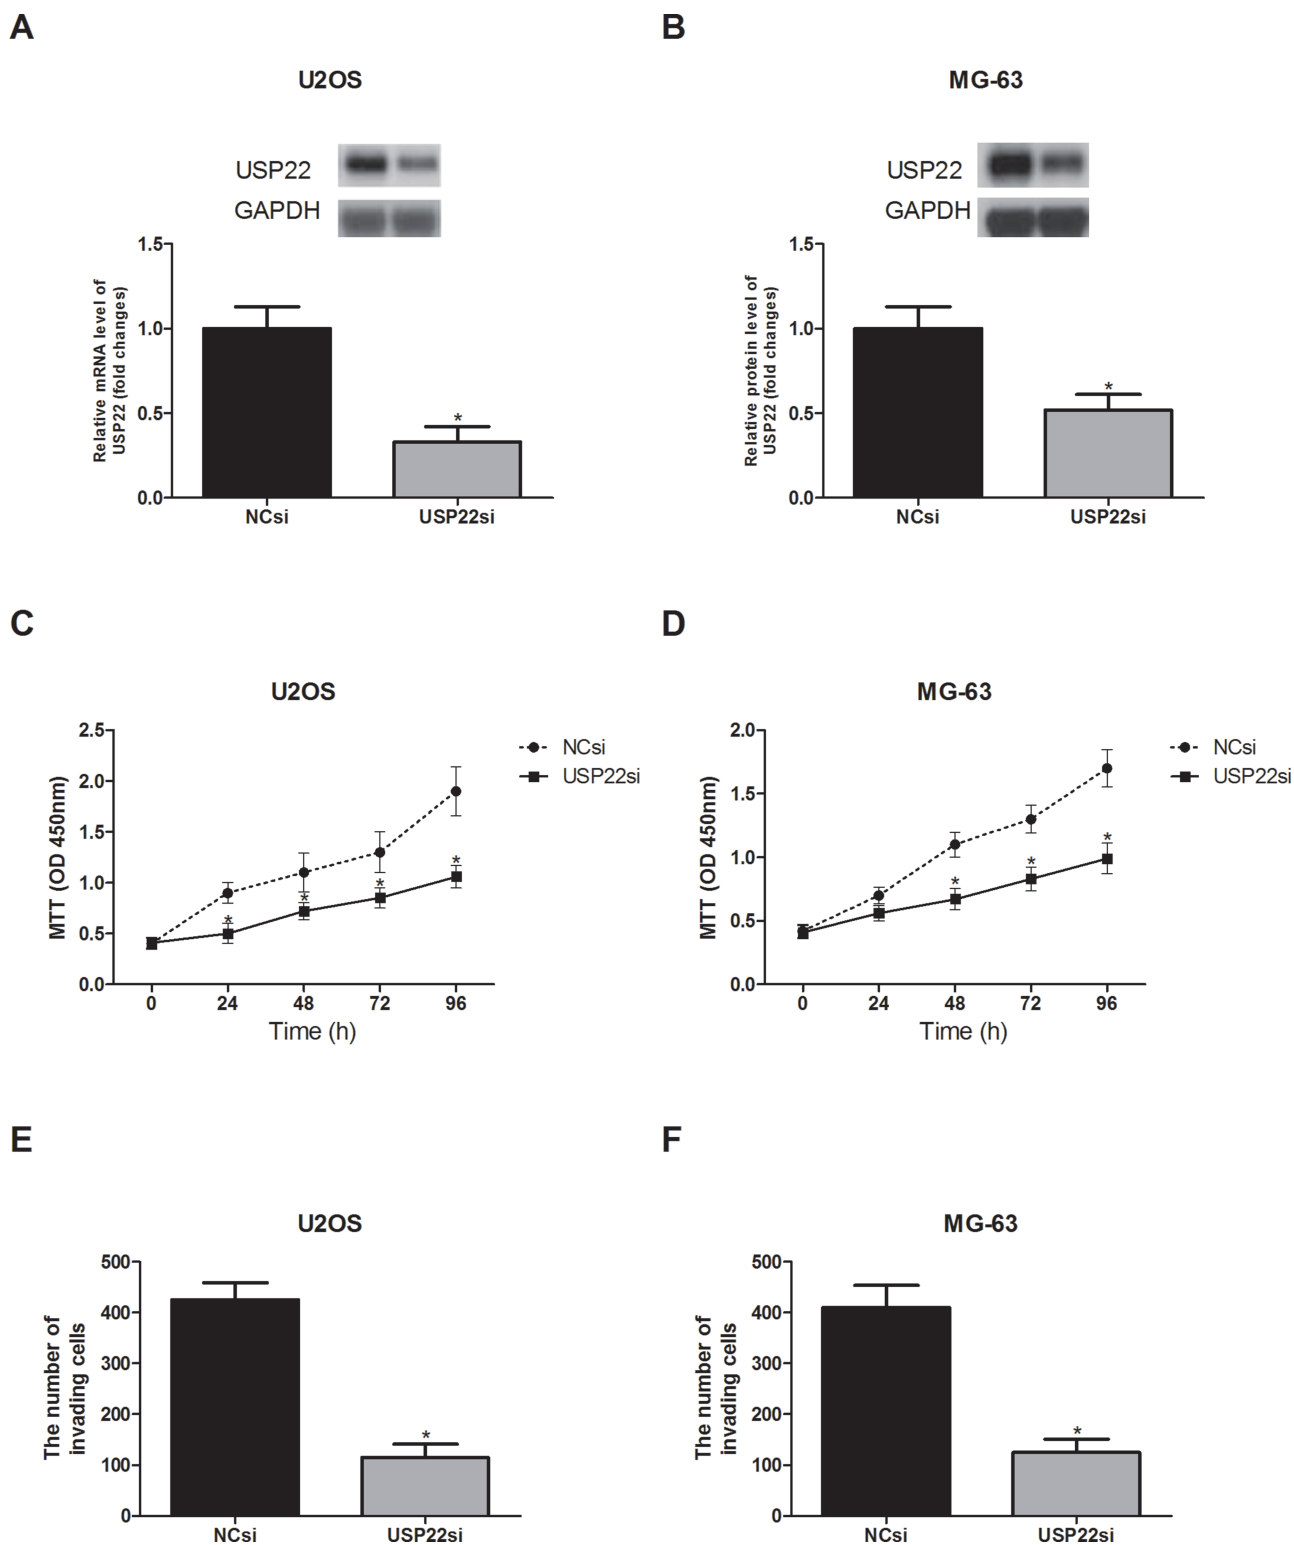 A
B
U2OS
MG-63
USP22
GAPDH
USP22
GAPDH
Relative mRNA level of
USP22 (fold changes)
1.5
1.0
0.5
0.0
NCsi
USP22si
*
Relative protein level of
USP22 (fold changes)
1.5
1.0
0.5
0.0
NCsi
USP22si
*
C
D
U2OS
MTT (OD 450nm)
2.5
2.0
1.5
1.0
0.5
0.0
0 24 48 72 96
Time (h)
NCsi
USP22si
* * * *
MG-63
MTT (OD 450nm)
2.0
1.5
1.0
0.5
0.0
0 24 48 72 96
Time (h)
NCsi
USP22si
* * *
E
F
U2OS
The number of
invading cells
500
400
300
200
100
0
NCsi
USP22si
*
MG-63
The number of
invading cells
500
400
300
200
100
0
NCsi
USP22si
*